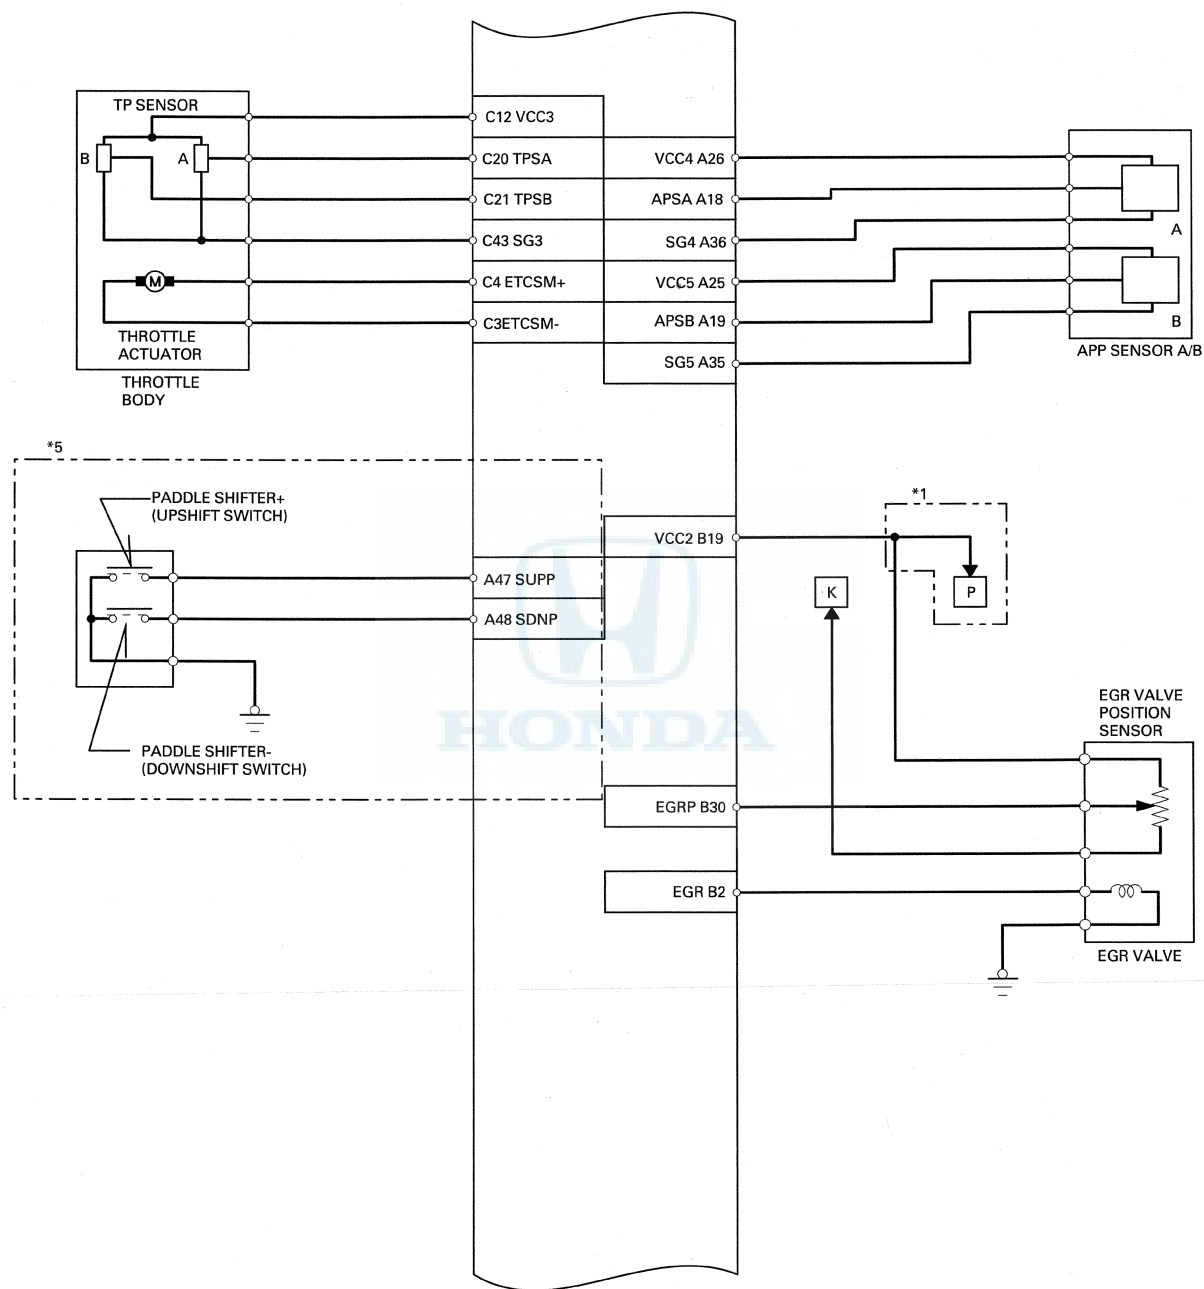 TP SENSOR
B
A
M
THROTTLE
ACTUATOR
THROTTLE
BODY
C12 VCC3
C20 TPSA
C21 TPSB
C43 SG3
C4 ETCSM+
C3ETCSM-
VCC4 A26
APSA A18
SG4 A36
VCC5 A25
APSB A19
SG5 A35
A
B
APP SENSOR A/B
*5
PADDLE SHIFTER+
(UPSHIFT SWITCH)
PADDLE SHIFTER-
(DOWNSHIFT SWITCH)
A47 SUPP
A48 SDNP
VCC2 B19
*1
K
P
HONDA
EGR VALVE
POSITION
SENSOR
EGRP B30
EGR B2
EGR VALVE